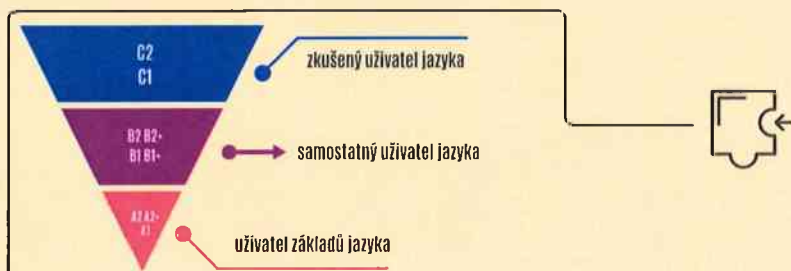 C2
C1
zkušený uživatel jazyka
B2 B2+
B1 B1+
samostatný uživatel jazyka
A2 A2+
A1
uživatel základů jazyka